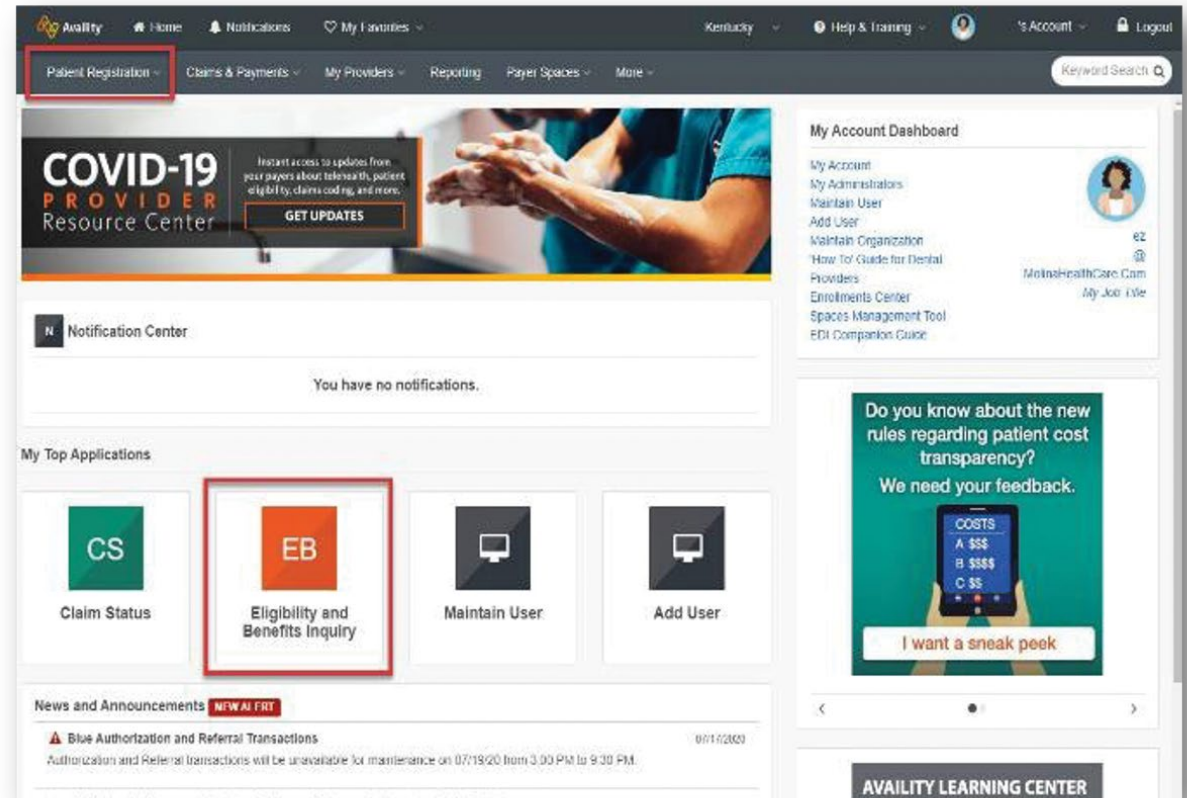 Availity Home Notifications My Favorites Kentucky Help & Training 's Account Logout
Patient Registration Claims & Payments My Providers Reporting Payer Spaces More Keyword Search
COVID-19
PROVIDER
Resource Center
Instant access to updates from
your payers about telehealth, patient
eligibility, claims coding, and more.
GET UPDATES
N Notification Center
You have no notifications.
My Top Applications
CS
Claim Status
EB
Eligibility and
Benefits Inquiry
Maintain User
Add User
News and Announcements NEW ALERT
Blue Authorization and Referral Transactions 07/17/2020
Authorization and Referral transactions will be unavailable for maintenance on 07/19/20 from 3:00 PM to 9:30 PM.
My Account Dashboard
My Account
My Administrators
Maintain User
Add User
Maintain Organization
'How To' Guide for Dental
Providers
Enrollments Center
Spaces Management Tool
EDI Companion Guide
ez
@
MolinaHealthCare.Com
My Job Title
Do you know about the new
rules regarding patient cost
transparency?
We need your feedback.
COSTS
A $$$
B $$$$
C $$
I want a sneak peek
AVAILITY LEARNING CENTER